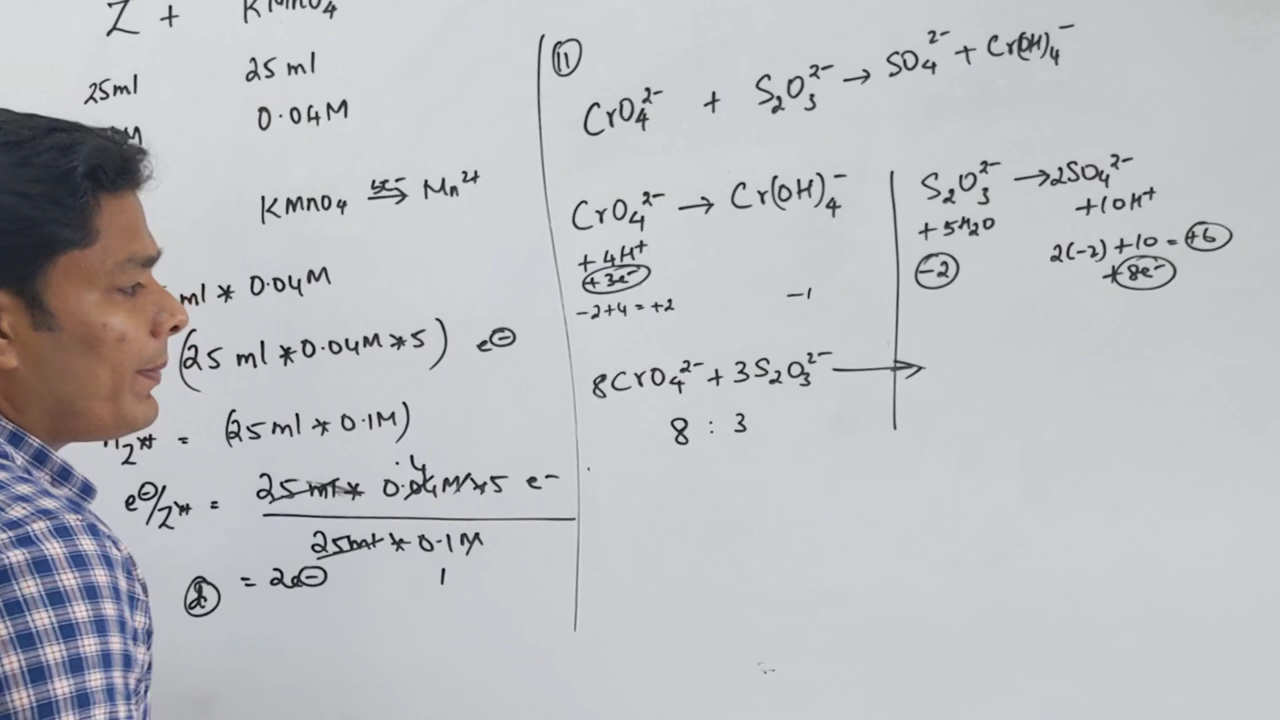 Z + KMnO₄
25ml 25 ml
M 0.04M
KMnO₄ → Mn²⁺
ml * 0.04M
(25 ml * 0.04M * 5) e⊖
= (25ml * 0.1M)
e⊖/Z = 25 ml * 0.04M * 5 e⁻
25ml * 0.1M
= 2e⊖ 1
11
CrO₄²⁻ + S₂O₃²⁻ → SO₄²⁻ + Cr(OH)₄⁻
CrO₄²⁻ → Cr(OH)₄⁻
+ 4H⁺
+3e⁻
-2+4 = +2 -1
8CrO₄²⁻ + 3S₂O₃²⁻ →
8 : 3
S₂O₃²⁻ → 2SO₄²⁻
+ 5H₂O + 10H⁺
-2 2(-2) + 10 = +6
+8e⁻